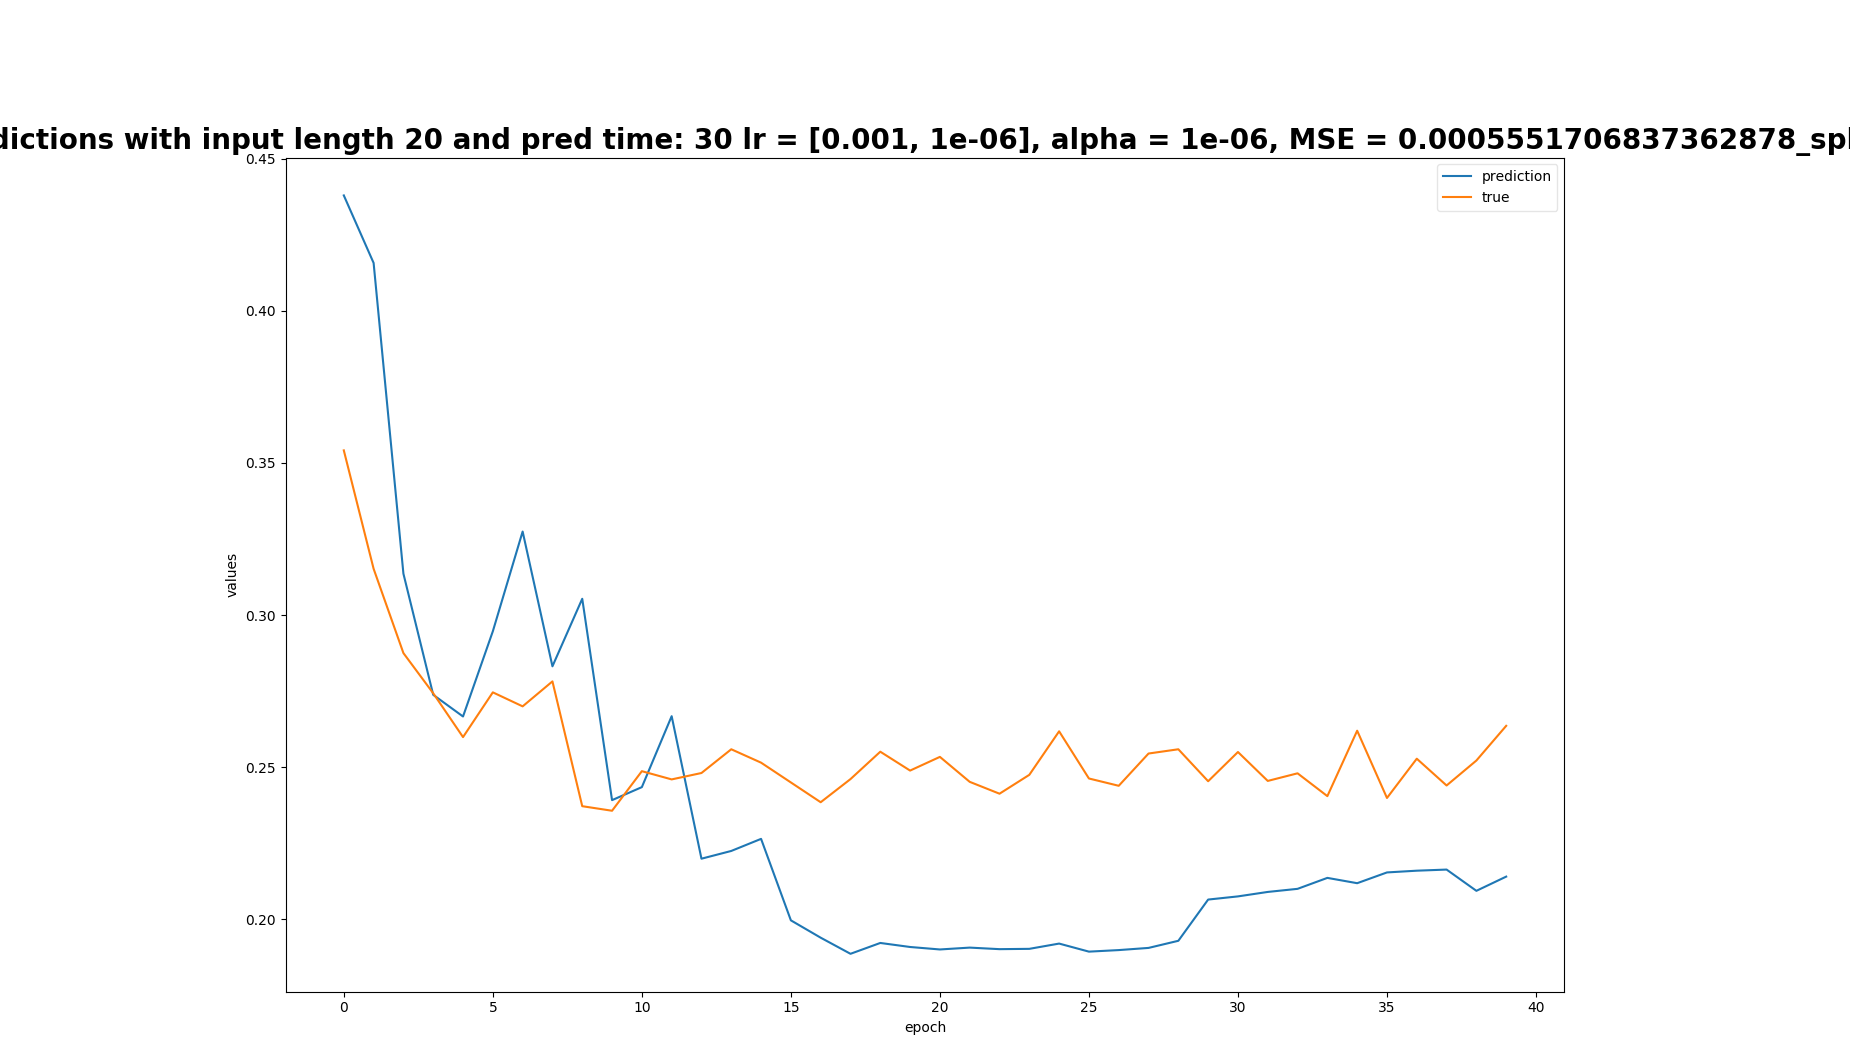 dictions with input length 20 and pred time: 30 lr = [0.001, 1e-06], alpha = 1e-06, MSE = 0.0005551706837362878_spl
prediction
true
0.45
0.40
0.35
0.30
0.25
0.20
values
0 5 10 15 20 25 30 35 40
epoch